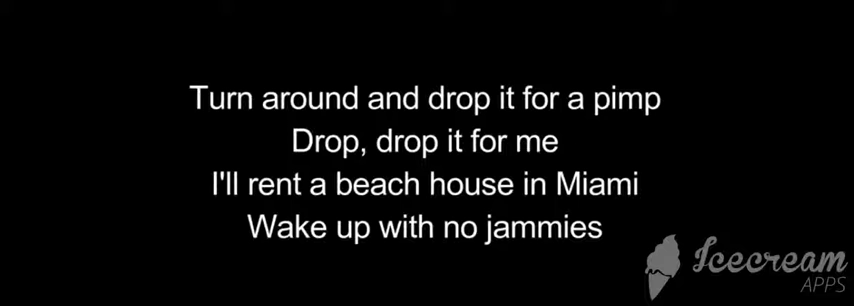 Turn around and drop it for a pimp
Drop, drop it for me
I'll rent a beach house in Miami
Wake up with no jammies
Icecream
APPS